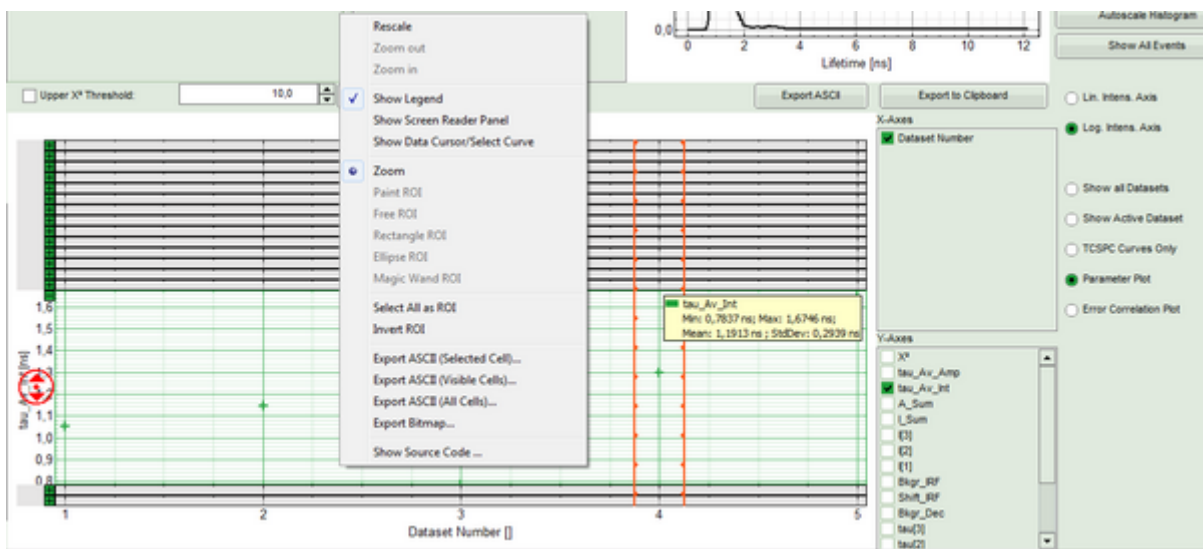 Autoscale Histogram
Show All Events
0,0
0 2 4 6 8 10 12
Lifetime [ns]
Upper X² Threshold: 10,0
Export ASCII
Export to Clipboard
Rescale
Zoom out
Zoom in
Show Legend
Show Screen Reader Panel
Show Data Cursor/Select Curve
Zoom
Paint ROI
Free ROI
Rectangle ROI
Ellipse ROI
Magic Wand ROI
Select All as ROI
Invert ROI
Export ASCII (Selected Cell)...
Export ASCII (Visible Cells)...
Export ASCII (All Cells)...
Export Bitmap...
Show Source Code ...
1,6
1,5
1,4
1,1
1,0
0,9
0,8
tau_Av_Int
Min: 0,7837 ns; Max: 1,6746 ns;
Mean: 1,1913 ns ; StdDev: 0,2939 ns
1 2 3 4 5
Dataset Number []
X-Axes
Dataset Number
Y-Axes
X²
tau_Av_Amp
tau_Av_Int
A_Sum
I_Sum
I[3]
I[2]
I[1]
Bkgr_IRF
Shift_IRF
Bkgr_Dec
tau[3]
tau[2]
Lin. Intens. Axis
Log. Intens. Axis
Show all Datasets
Show Active Dataset
TCSPC Curves Only
Parameter Plot
Error Correlation Plot